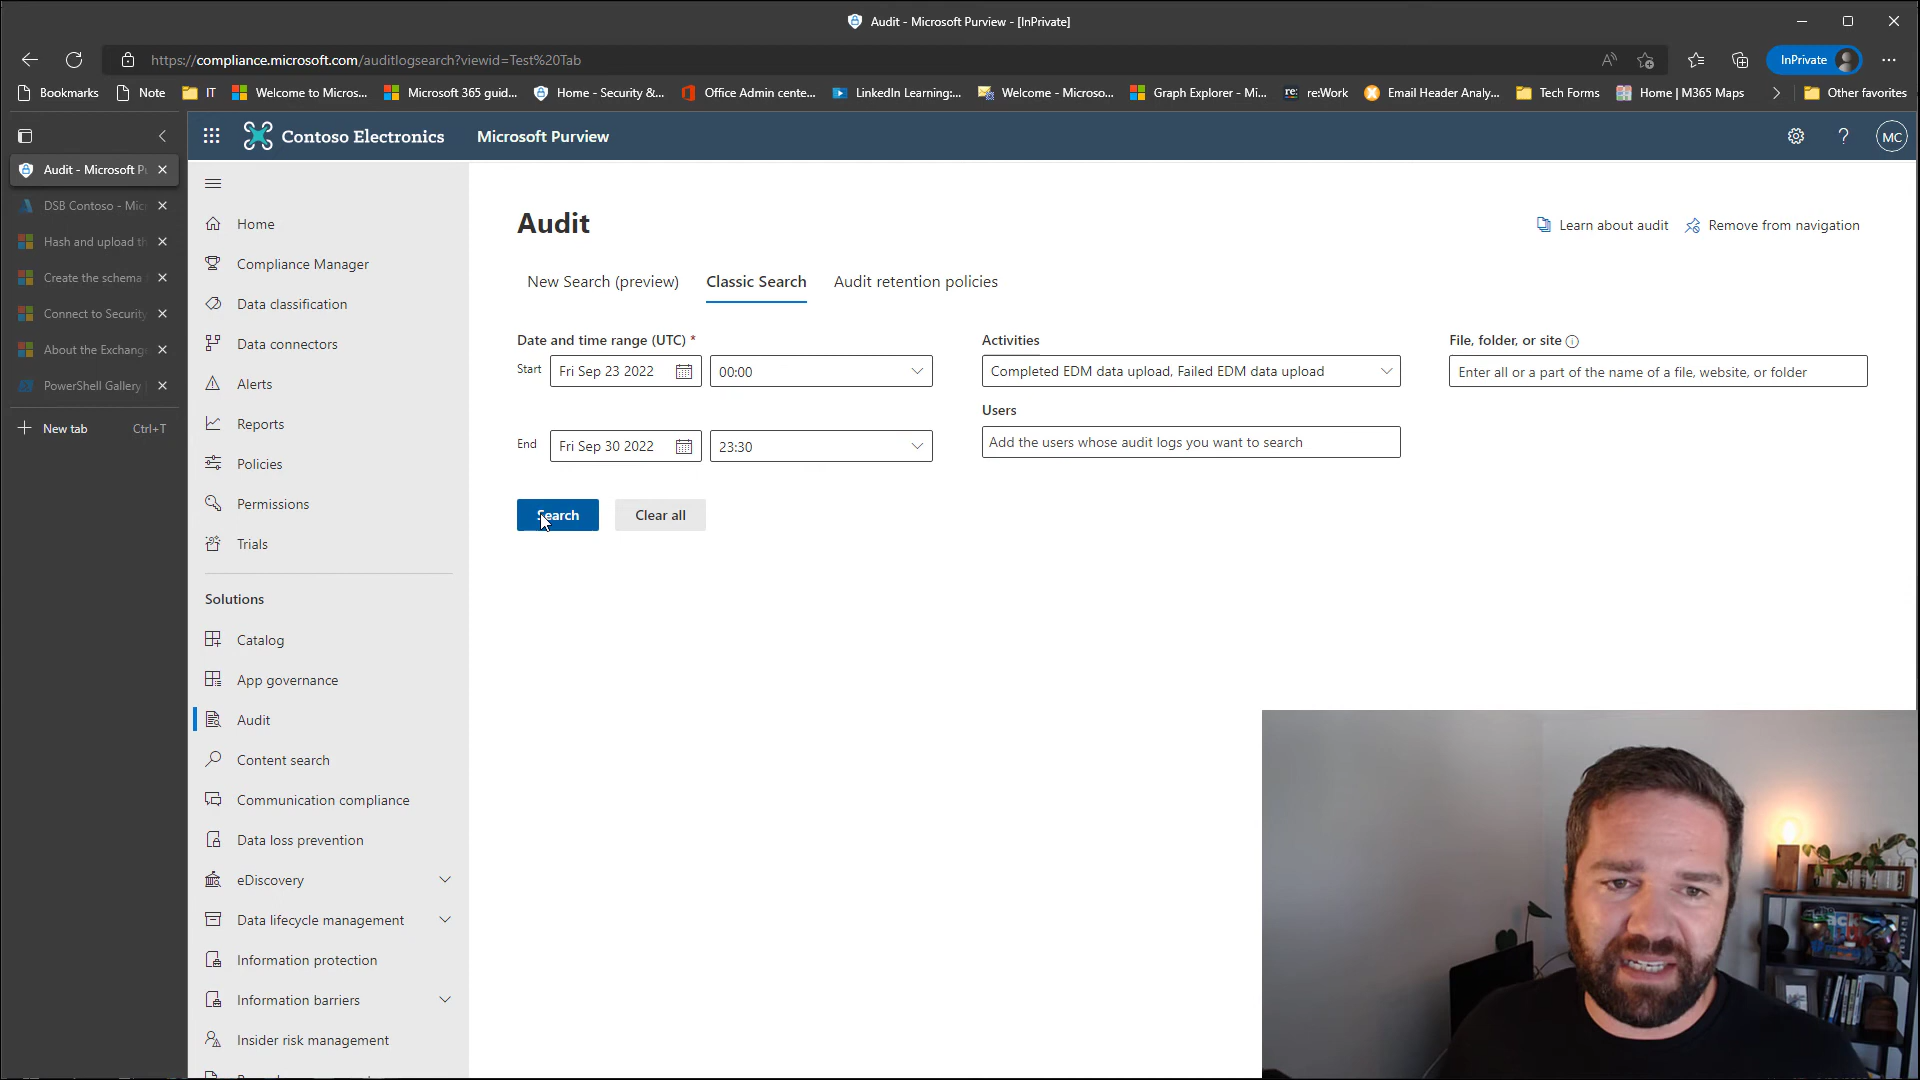 Audit - Microsoft Purview - [InPrivate]
https://compliance.microsoft.com/auditlogsearch?viewid=Test%20Tab
InPrivate
Bookmarks
Note
IT
Welcome to Micros...
Microsoft 365 guid...
Home - Security &...
Office Admin cente...
LinkedIn Learning:...
Welcome - Microso...
Graph Explorer - Mi...
re:Work
Email Header Analy...
Tech Forms
Home | M365 Maps
Other favorites
Audit - Microsoft P
DSB Contoso - Mic
Hash and upload th
Create the schema
Connect to Security
About the Exchang
PowerShell Gallery
New tab
Ctrl+T
Contoso Electronics
Microsoft Purview
MC
Home
Compliance Manager
Data classification
Data connectors
Alerts
Reports
Policies
Permissions
Trials
Solutions
Catalog
App governance
Audit
Content search
Communication compliance
Data loss prevention
eDiscovery
Data lifecycle management
Information protection
Information barriers
Insider risk management
Audit
Learn about audit
Remove from navigation
New Search (preview)
Classic Search
Audit retention policies
Date and time range (UTC) *
Start
Fri Sep 23 2022
00:00
End
Fri Sep 30 2022
23:30
Activities
Completed EDM data upload, Failed EDM data upload
Users
Add the users whose audit logs you want to search
File, folder, or site
Enter all or a part of the name of a file, website, or folder
Search
Clear all